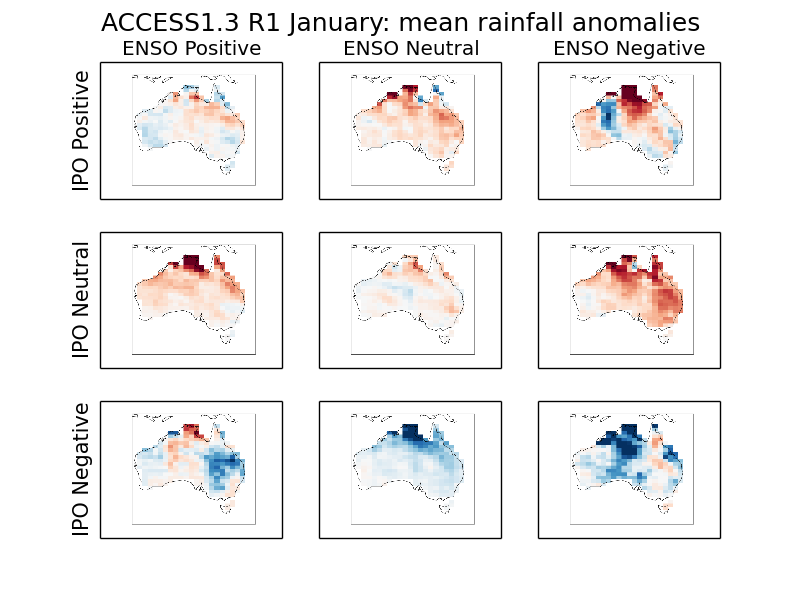 ACCESS1.3 R1 January: mean rainfall anomalies
ENSO Positive
ENSO Neutral
ENSO Negative
IPO Positive
IPO Neutral
IPO Negative